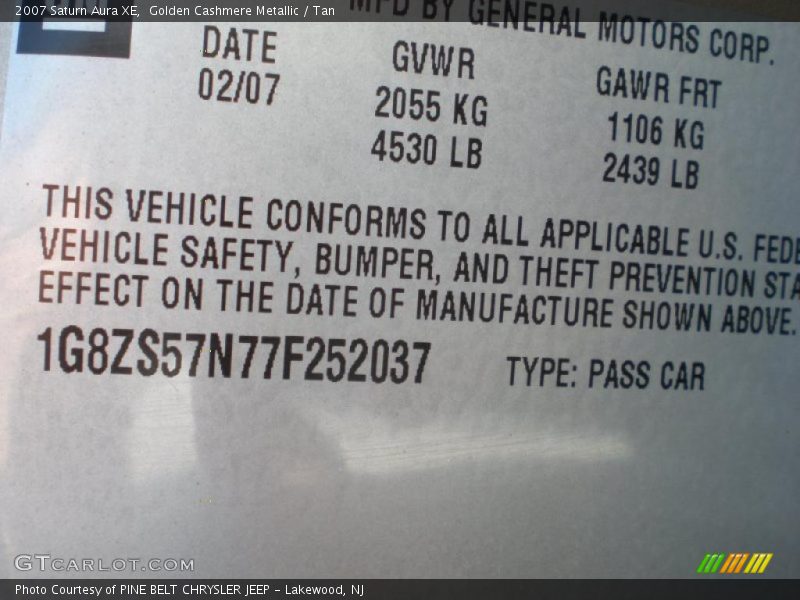 2007 Saturn Aura XE, Golden Cashmere Metallic / Tan
MFD BY GENERAL MOTORS CORP.
DATE GVWR GAWR FRT
02/07 2055 KG 1106 KG
4530 LB 2439 LB
THIS VEHICLE CONFORMS TO ALL APPLICABLE U.S. FEDE
VEHICLE SAFETY, BUMPER, AND THEFT PREVENTION STA
EFFECT ON THE DATE OF MANUFACTURE SHOWN ABOVE.
1G8ZS57N77F252037 TYPE: PASS CAR
GTCARLOT.COM
Photo Courtesy of PINE BELT CHRYSLER JEEP - Lakewood, NJ